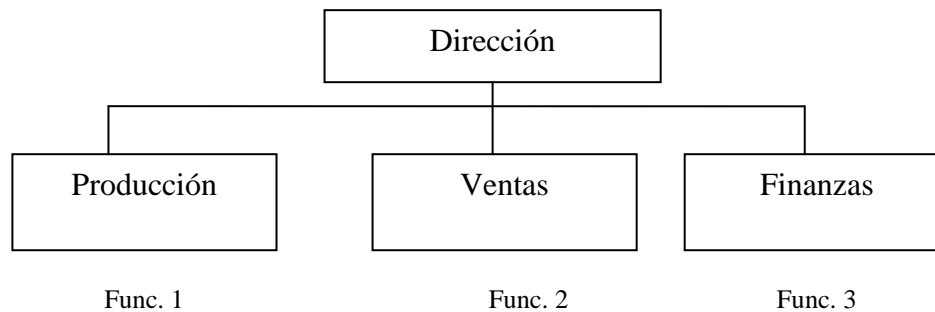 Dirección
Producción
Ventas
Finanzas
Func. 1
Func. 2
Func. 3